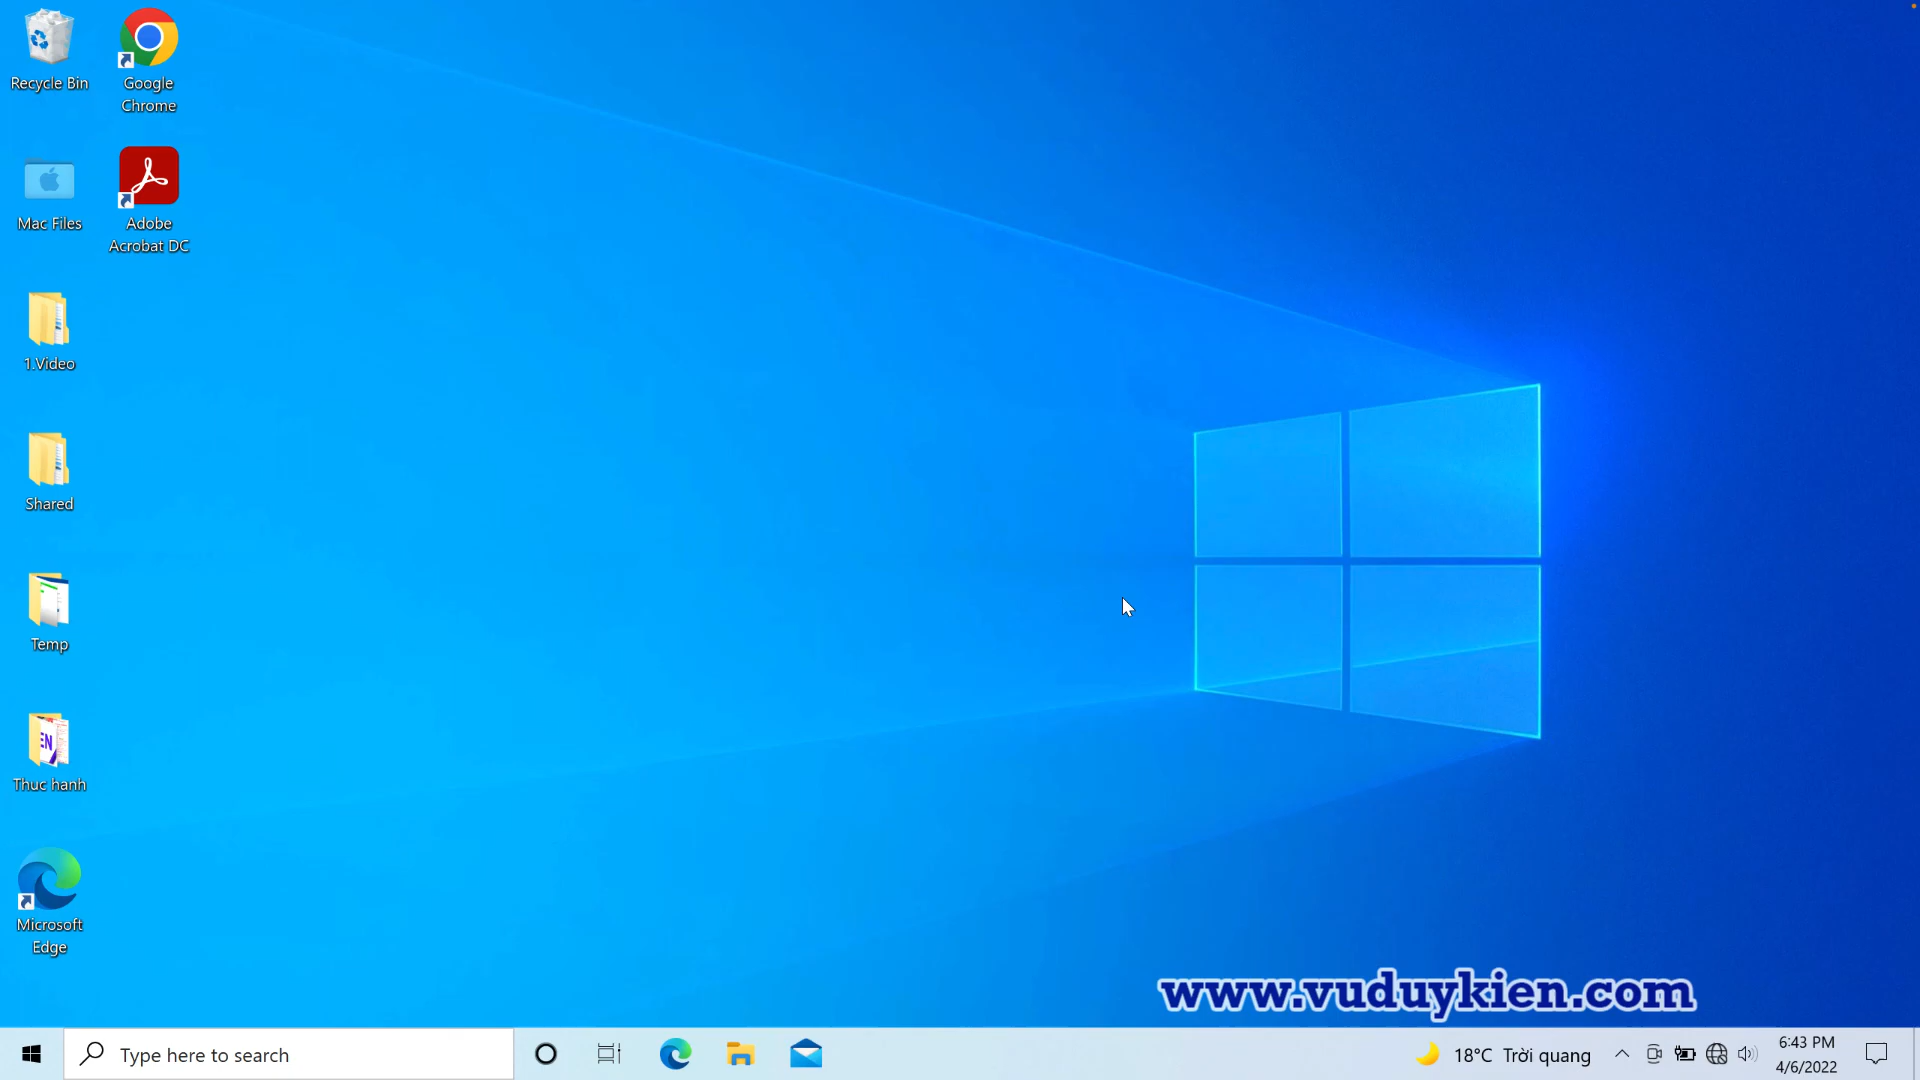 Recycle Bin
Google
Chrome
Mac Files
Adobe
Acrobat DC
1.Video
Shared
Temp
EN
Thuc hanh
Microsoft
Edge
www.vuduykien.com
Type here to search
18°C Trời quang
6:43 PM
4/6/2022